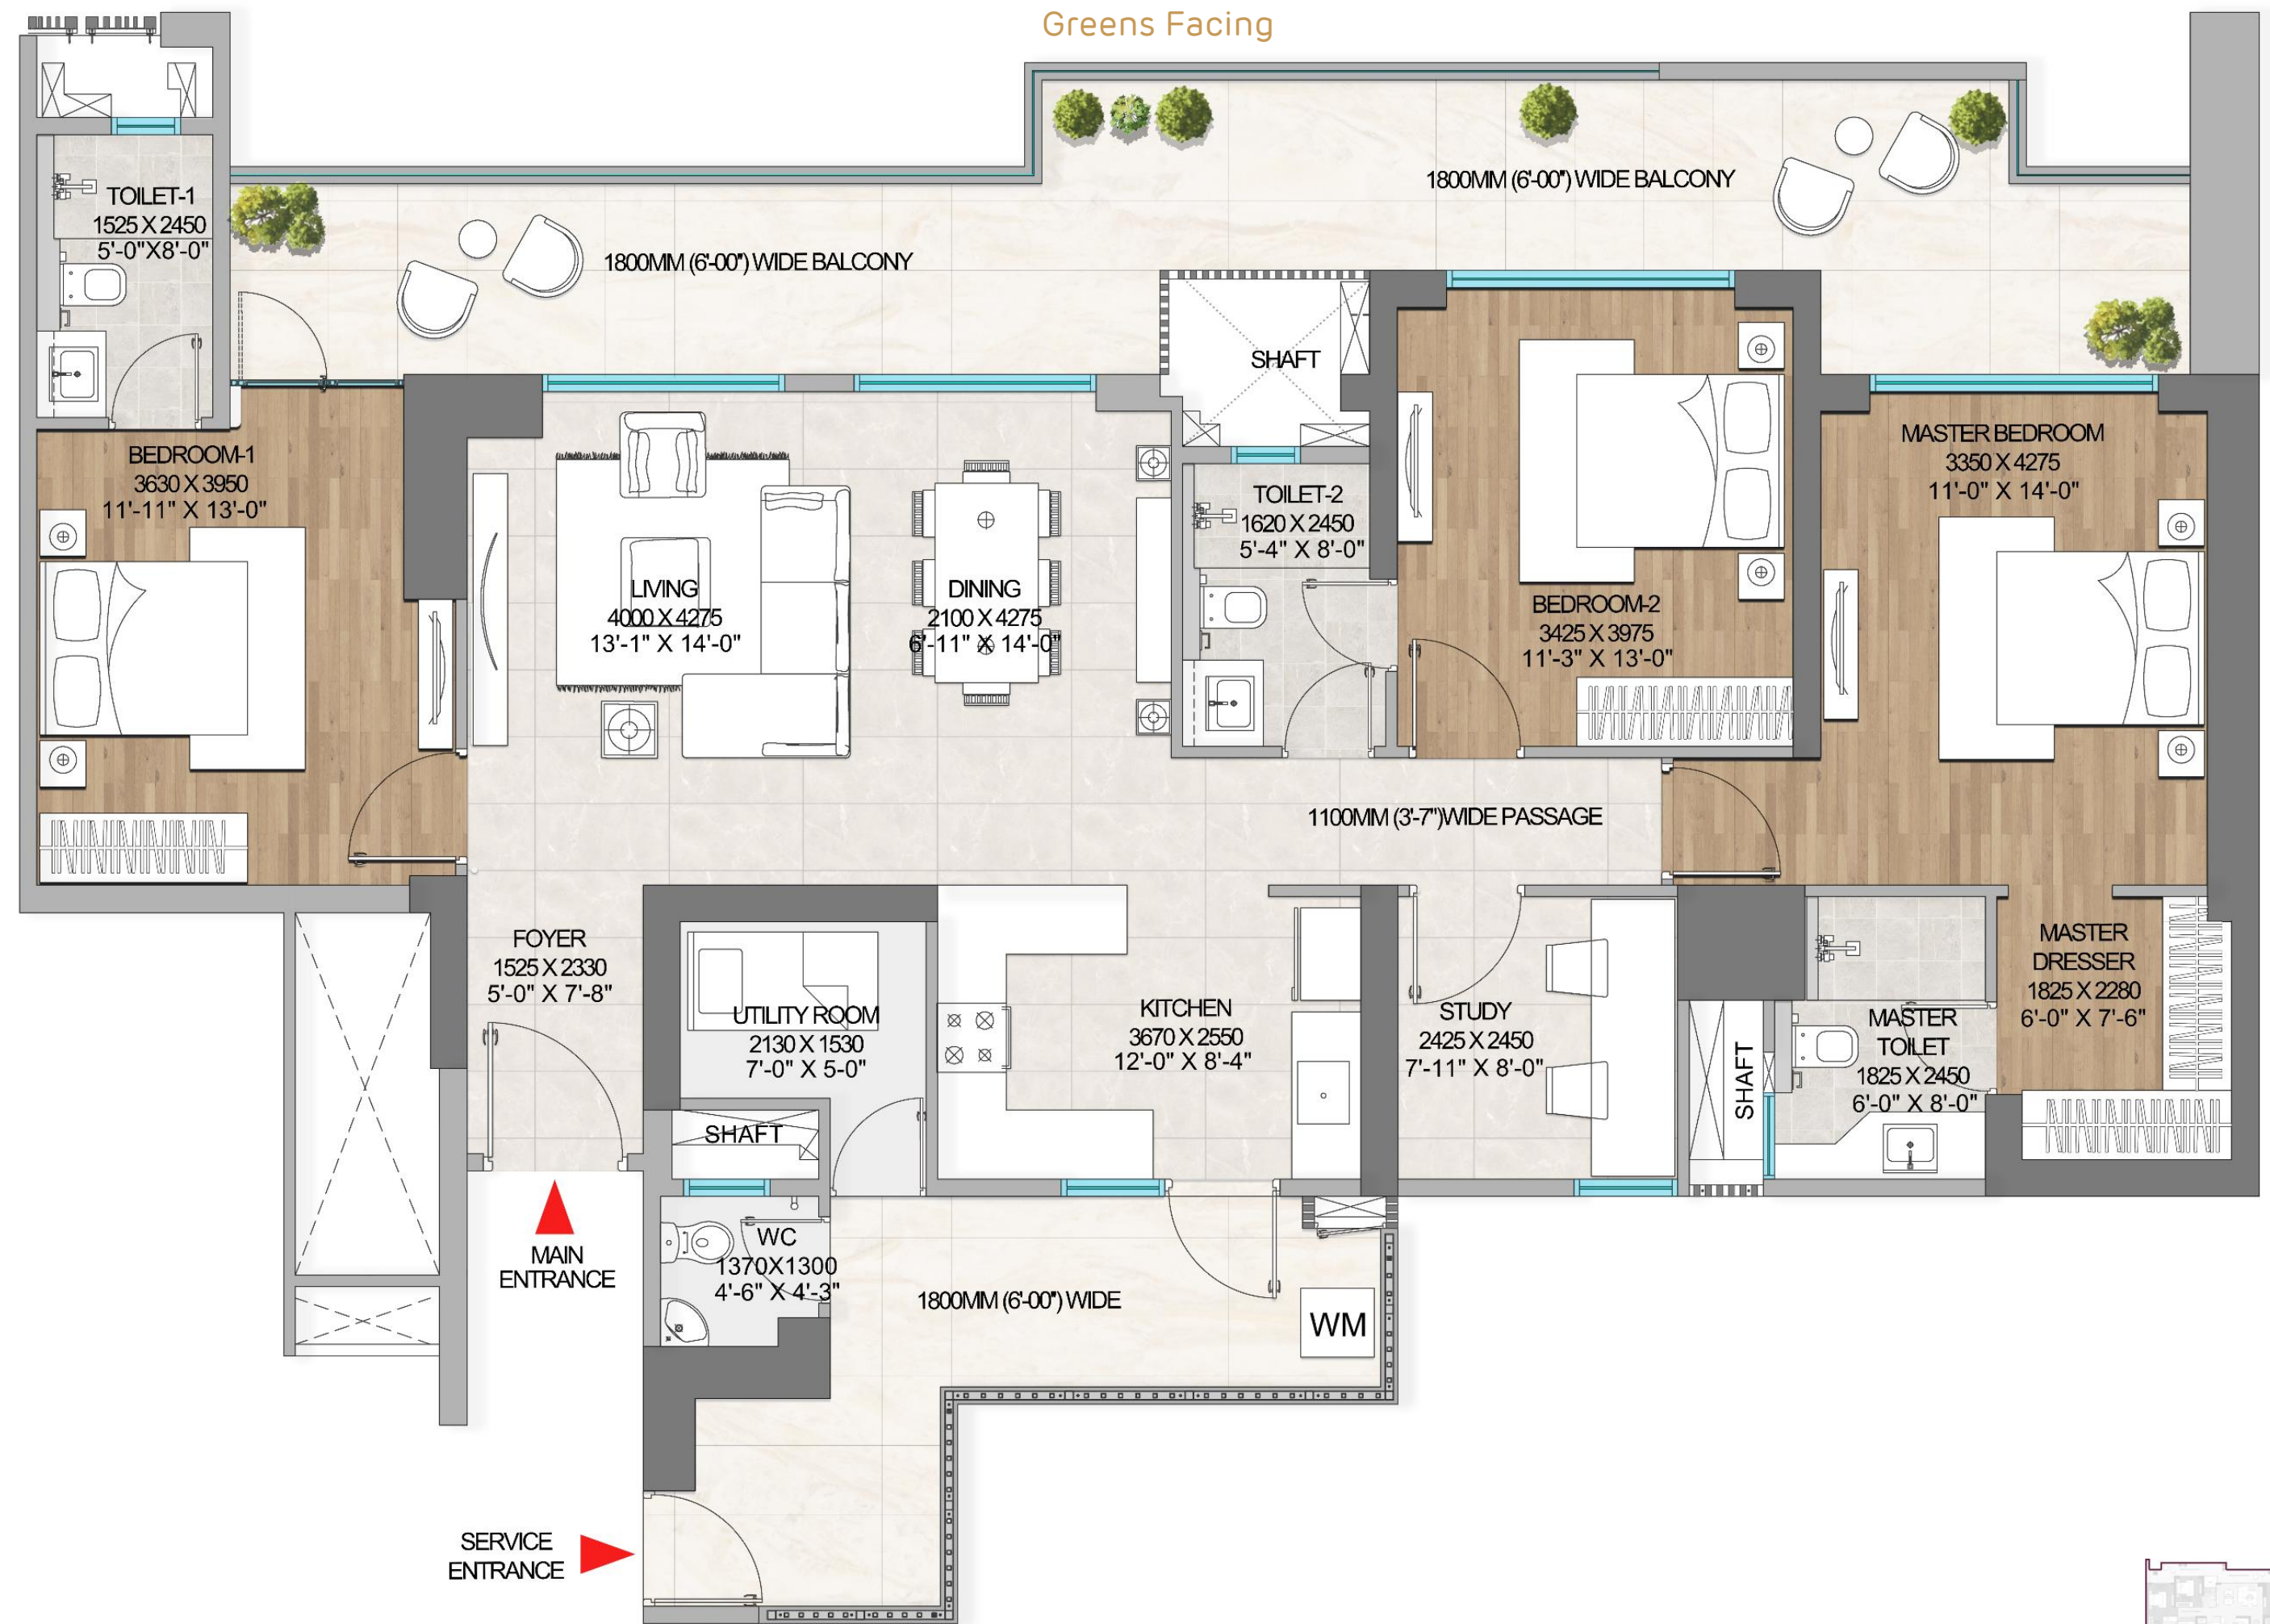 Greens Facing
TOILET-1
1525 X 2450
5'-0"X8'-0"
1800MM (6'-00") WIDE BALCONY
1800MM (6'-00") WIDE BALCONY
SHAFT
BEDROOM-1
3630 X 3950
11'-11" X 13'-0"
LIVING
4000 X 4275
13'-1" X 14'-0"
DINING
2100 X 4275
6'-11" X 14'-0"
TOILET-2
1620 X 2450
5'-4" X 8'-0"
BEDROOM-2
3425 X 3975
11'-3" X 13'-0"
MASTER BEDROOM
3350 X 4275
11'-0" X 14'-0"
1100MM (3'-7")WIDE PASSAGE
FOYER
1525 X 2330
5'-0" X 7'-8"
UTILITY ROOM
2130 X 1530
7'-0" X 5-0"
KITCHEN
3670 X 2550
12'-0" X 8'-4"
STUDY
2425 X 2450
7'-11" X 8'-0"
SHAFT
MASTER
TOILET
1825 X 2450
6'-0" X 8'-0"
MASTER
DRESSER
1825 X 2280
6'-0" X 7'-6"
SHAFT
MAIN
ENTRANCE
WC
1370X1300
4'-6" X 4'-3"
1800MM (6'-00") WIDE
WM
SERVICE
ENTRANCE